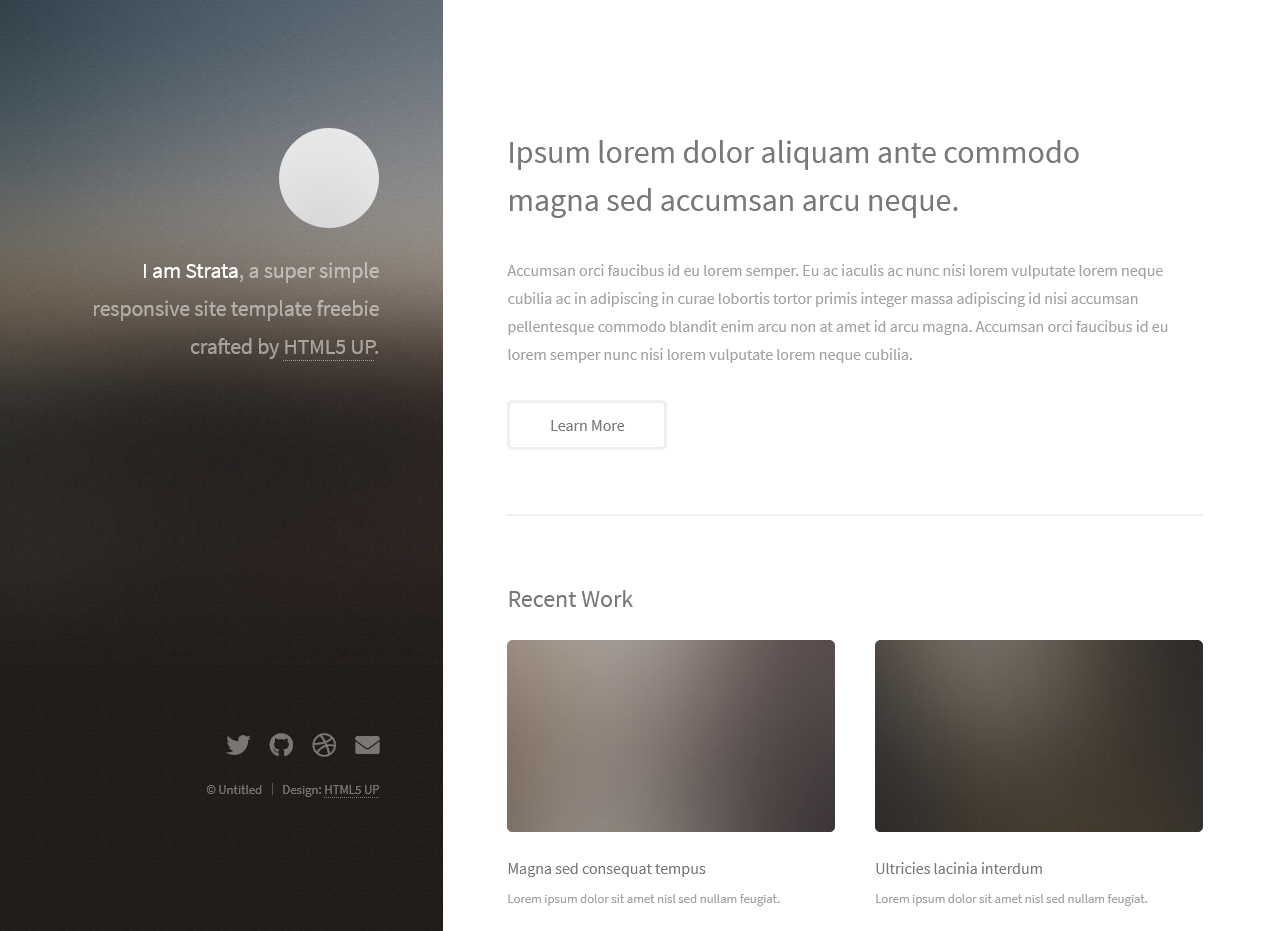 I am Strata, a super simple
responsive site template freebie
crafted by HTML5 UP.
© Untitled | Design: HTML5 UP
Ipsum lorem dolor aliquam ante commodo
magna sed accumsan arcu neque.
Accumsan orci faucibus id eu lorem semper. Eu ac iaculis ac nunc nisi lorem vulputate lorem neque
cubilia ac in adipiscing in curae lobortis tortor primis integer massa adipiscing id nisi accumsan
pellentesque commodo blandit enim arcu non at amet id arcu magna. Accumsan orci faucibus id eu
lorem semper nunc nisi lorem vulputate lorem neque cubilia.
Learn More
Recent Work
Magna sed consequat tempus
Lorem ipsum dolor sit amet nisl sed nullam feugiat.
Ultricies lacinia interdum
Lorem ipsum dolor sit amet nisl sed nullam feugiat.